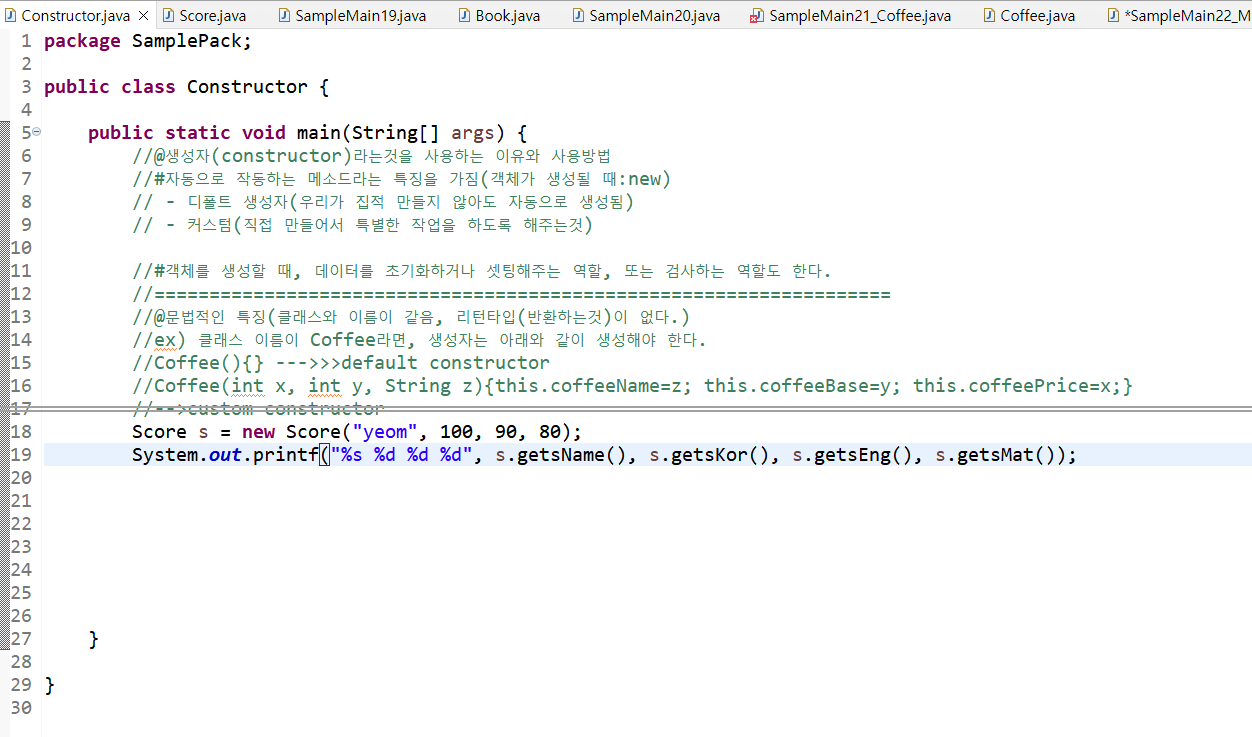 Constructor.java Score.java SampleMain19.java Book.java SampleMain20.java SampleMain21_Coffee.java Coffee.java *SampleMain22_M
1 package SamplePack;
2
3 public class Constructor {
4
5 public static void main(String[] args) {
6 //@생성자(constructor)라는것을 사용하는 이유와 사용방법
7 //#자동으로 작동하는 메소드라는 특징을 가짐(객체가 생성될 때:new)
8 // - 디폴트 생성자(우리가 집적 만들지 않아도 자동으로 생성됨)
9 // - 커스텀(직접 만들어서 특별한 작업을 하도록 해주는것)
10
11 //#객체를 생성할 때, 데이터를 초기화하거나 셋팅해주는 역할, 또는 검사하는 역할도 한다.
12 //===================================================================
13 //@문법적인 특징(클래스와 이름이 같음, 리턴타입(반환하는것)이 없다.)
14 //ex) 클래스 이름이 Coffee라면, 생성자는 아래와 같이 생성해야 한다.
15 //Coffee(){} --->>>default constructor
16 //Coffee(int x, int y, String z){this.coffeeName=z; this.coffeeBase=y; this.coffeePrice=x;}
17 //-->custom constructor
18 Score s = new Score("yeom", 100, 90, 80);
19 System.out.printf("%s %d %d %d", s.getsName(), s.getsKor(), s.getsEng(), s.getsMat());
20
21
22
23
24
25
26
27 }
28
29 }
30